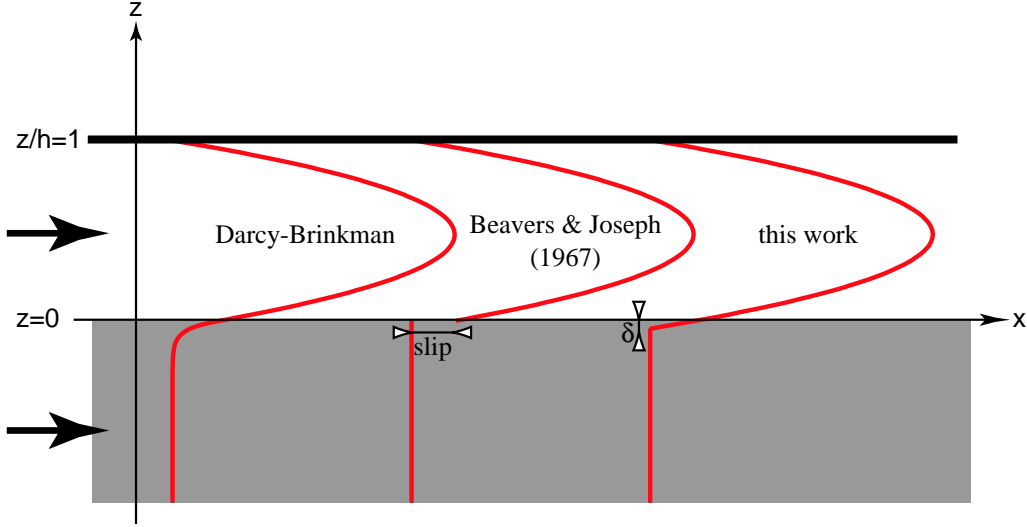 z
z/h=1
Darcy-Brinkman
Beavers & Joseph
(1967)
this work
z=0
x
slip
δ